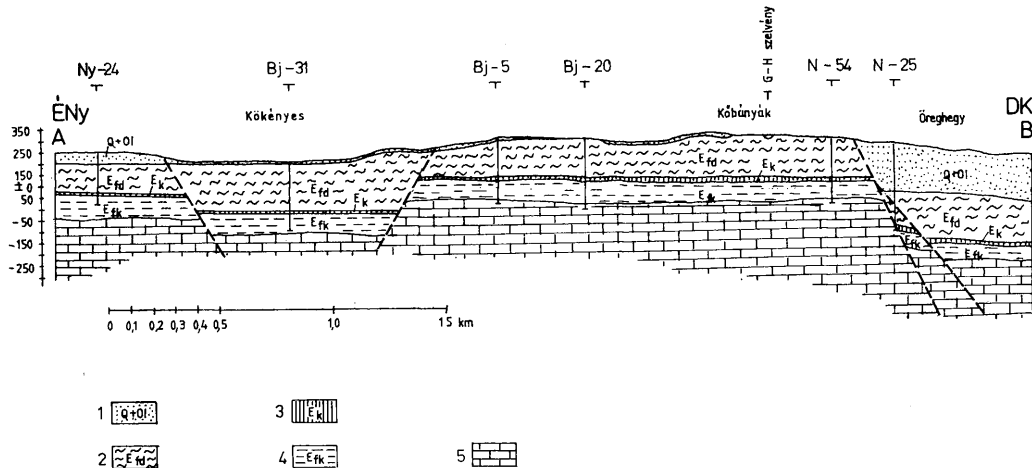 G-H szelvény
Ny-24 Bj-31 Bj-5 Bj-20 N-54 N-25
ÉNy DK
A Kökényes Kőbányák Öreghegy B
350
250
150
± 0
50
-50
-150
-250
Q+Ol Q+Ol
Efd Ek Efd Ek Efd Ek Efd Ek
Efk Efk Efk Efk Efk
0 0,1 0,2 0,3 0,4 0,5 1,0 15 km
1 Q+Ol 3 Ek
2 Efd 4 Efk 5